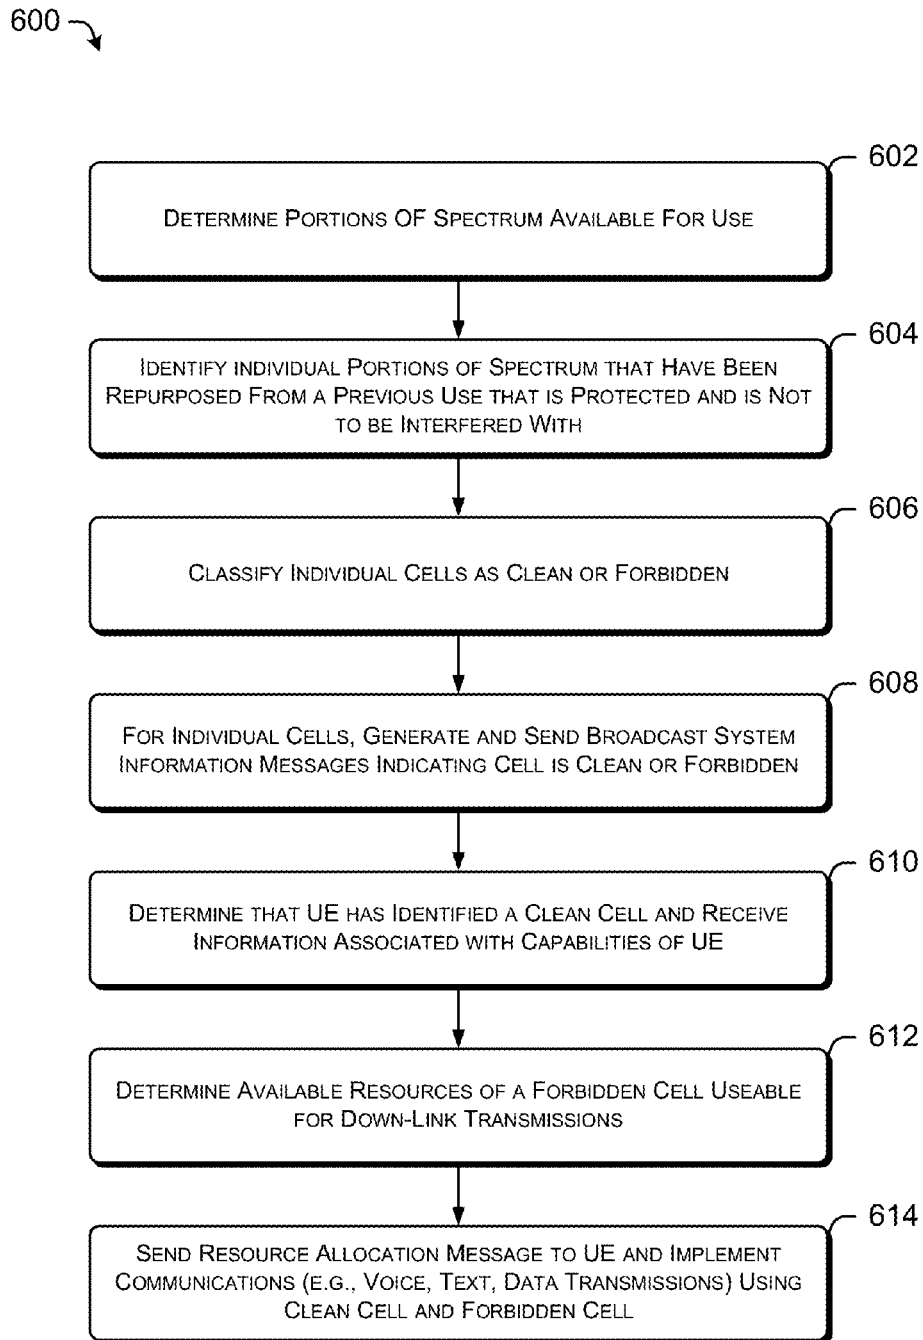 600
602
DETERMINE PORTIONS OF SPECTRUM AVAILABLE FOR USE
604
IDENTIFY INDIVIDUAL PORTIONS OF SPECTRUM THAT HAVE BEEN
REPURPOSED FROM A PREVIOUS USE THAT IS PROTECTED AND IS NOT
TO BE INTERFERED WITH
606
CLASSIFY INDIVIDUAL CELLS AS CLEAN OR FORBIDDEN
608
FOR INDIVIDUAL CELLS, GENERATE AND SEND BROADCAST SYSTEM
INFORMATION MESSAGES INDICATING CELL IS CLEAN OR FORBIDDEN
610
DETERMINE THAT UE HAS IDENTIFIED A CLEAN CELL AND RECEIVE
INFORMATION ASSOCIATED WITH CAPABILITIES OF UE
612
DETERMINE AVAILABLE RESOURCES OF A FORBIDDEN CELL USEABLE
FOR DOWN-LINK TRANSMISSIONS
614
SEND RESOURCE ALLOCATION MESSAGE TO UE AND IMPLEMENT
COMMUNICATIONS (E.G., VOICE, TEXT, DATA TRANSMISSIONS) USING
CLEAN CELL AND FORBIDDEN CELL